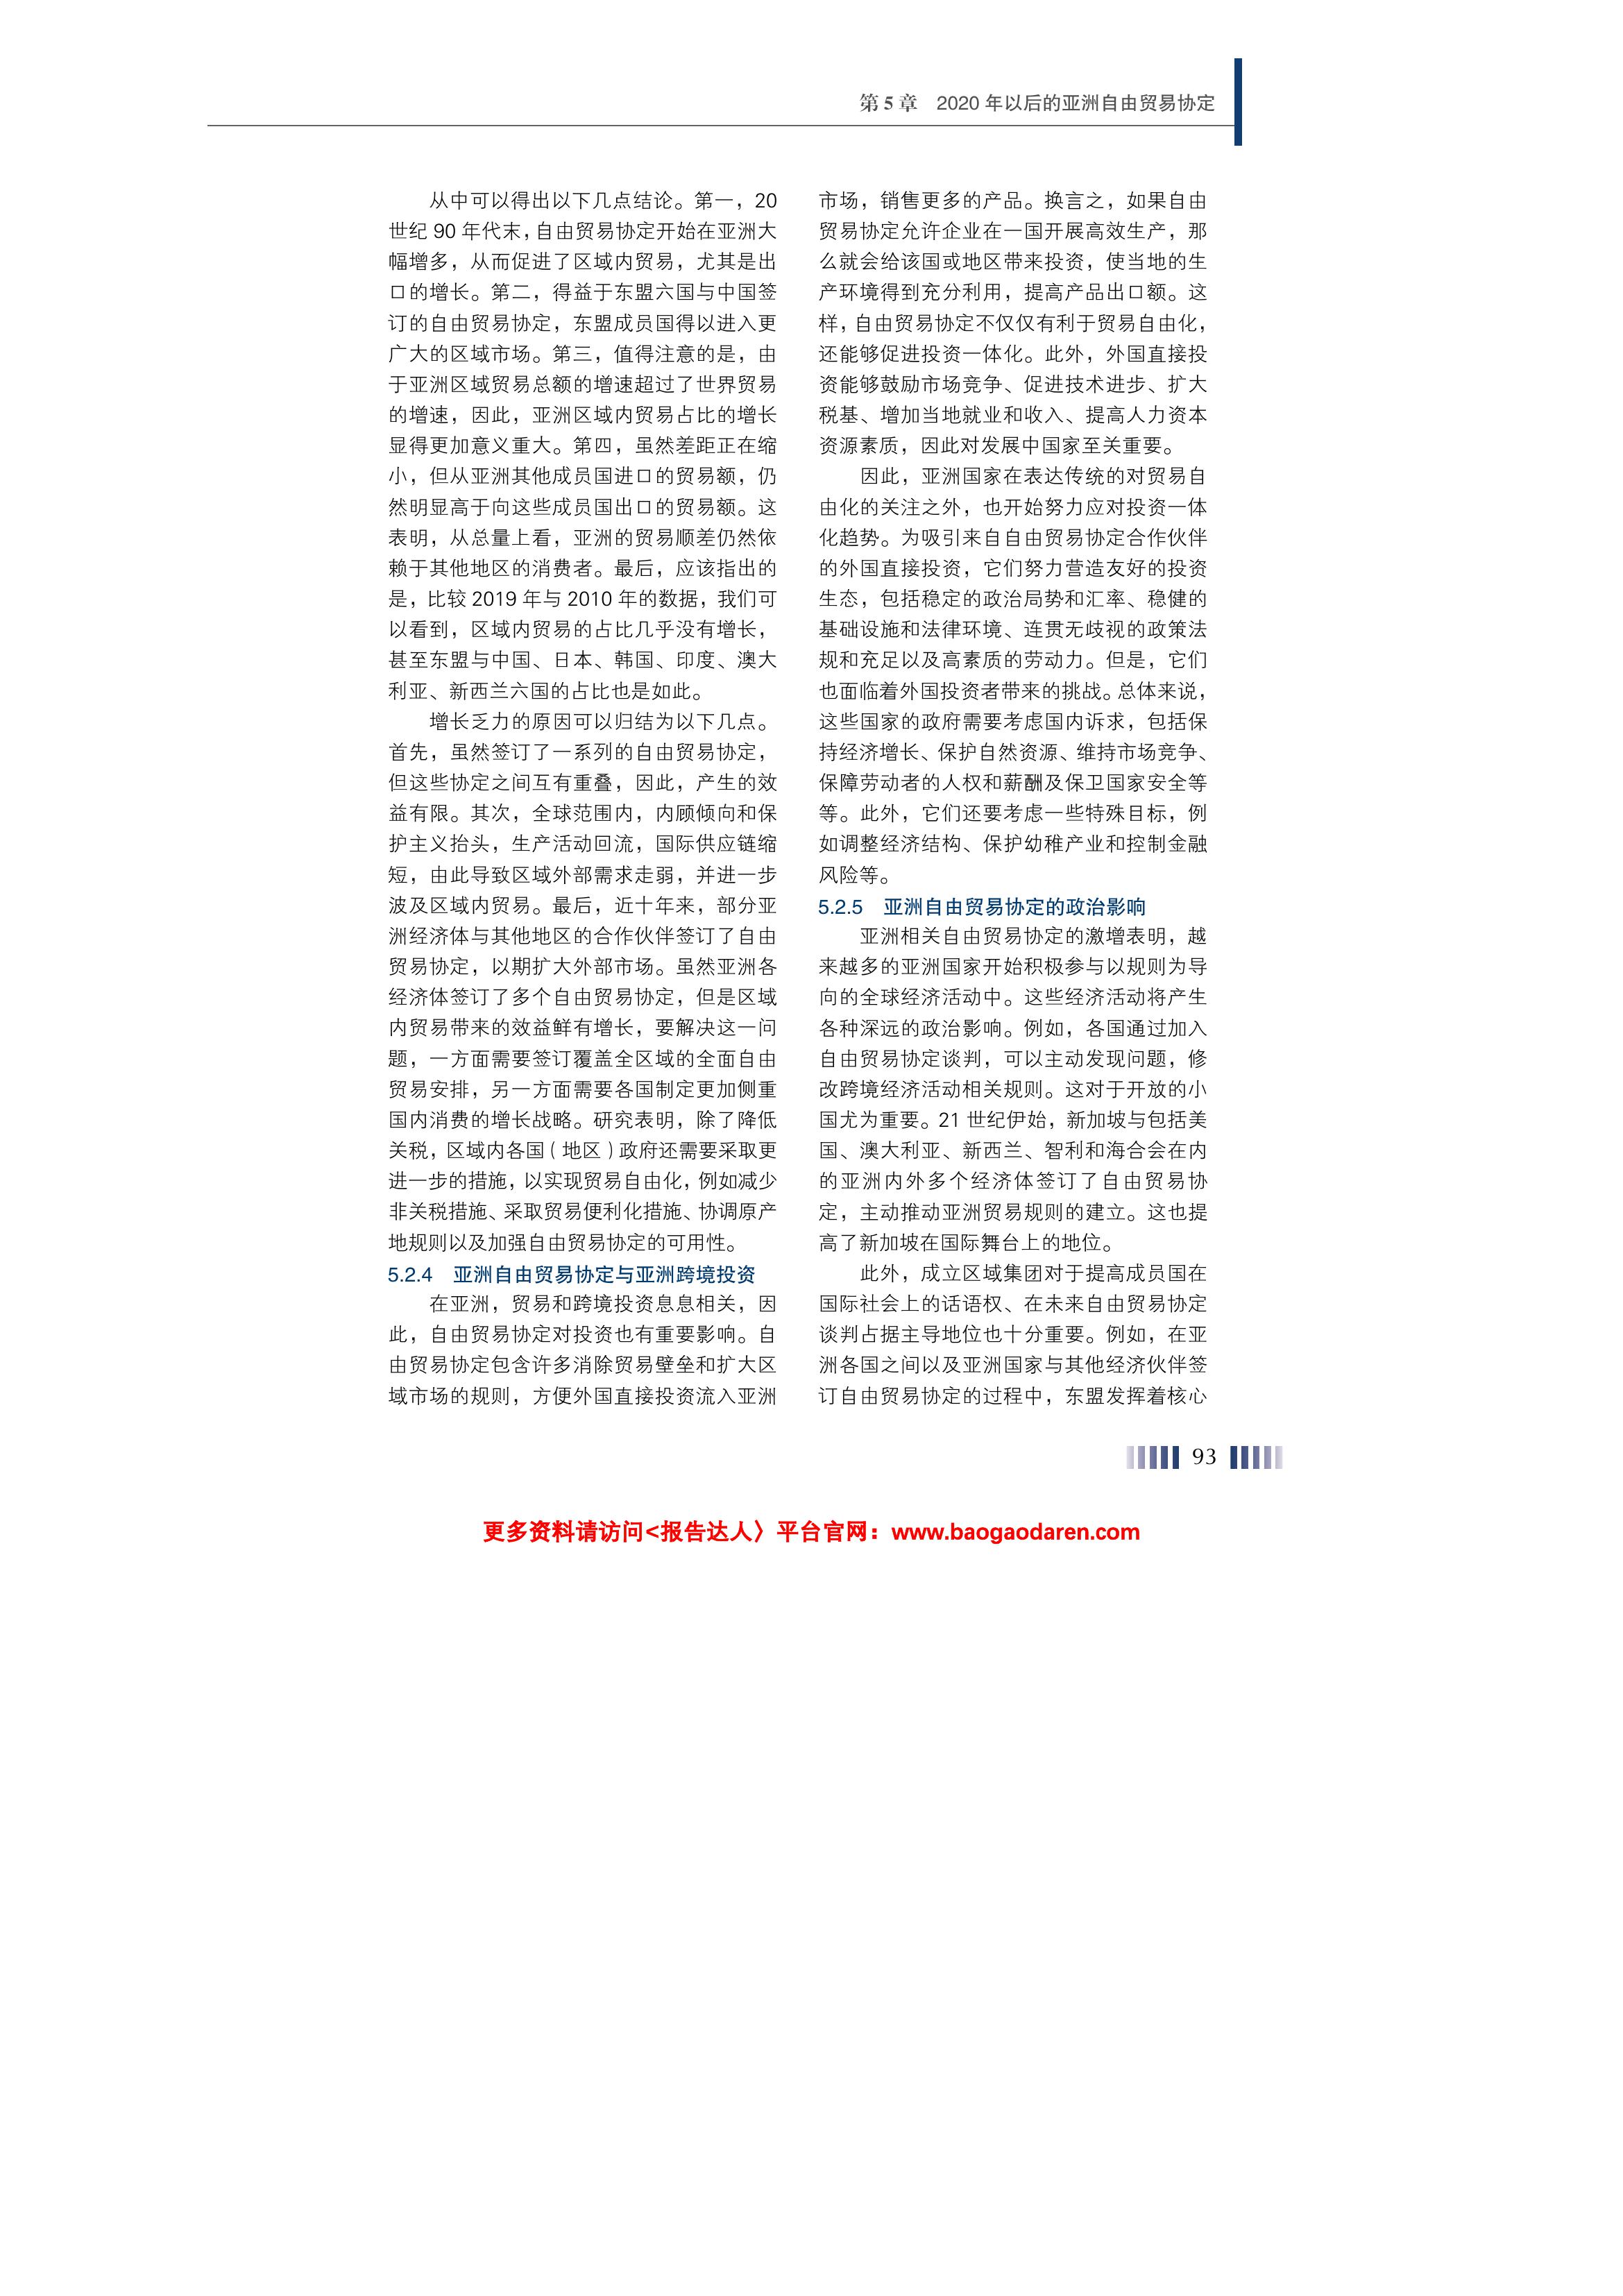 第 5 章　2020 年以后的亚洲自由贸易协定
从中可以得出以下几点结论。第一，20
世纪 90 年代末，自由贸易协定开始在亚洲大
幅增多，从而促进了区域内贸易，尤其是出
口的增长。第二，得益于东盟六国与中国签
订的自由贸易协定，东盟成员国得以进入更
广大的区域市场。第三，值得注意的是，由
于亚洲区域贸易总额的增速超过了世界贸易
的增速，因此，亚洲区域内贸易占比的增长
显得更加意义重大。第四，虽然差距正在缩
小，但从亚洲其他成员国进口的贸易额，仍
然明显高于向这些成员国出口的贸易额。这
表明，从总量上看，亚洲的贸易顺差仍然依
赖于其他地区的消费者。最后，应该指出的
是，比较 2019 年与 2010 年的数据，我们可
以看到，区域内贸易的占比几乎没有增长，
甚至东盟与中国、日本、韩国、印度、澳大
利亚、新西兰六国的占比也是如此。
增长乏力的原因可以归结为以下几点。
首先，虽然签订了一系列的自由贸易协定，
但这些协定之间互有重叠，因此，产生的效
益有限。其次，全球范围内，内顾倾向和保
护主义抬头，生产活动回流，国际供应链缩
短，由此导致区域外部需求走弱，并进一步
波及区域内贸易。最后，近十年来，部分亚
洲经济体与其他地区的合作伙伴签订了自由
贸易协定，以期扩大外部市场。虽然亚洲各
经济体签订了多个自由贸易协定，但是区域
内贸易带来的效益鲜有增长，要解决这一问
题，一方面需要签订覆盖全区域的全面自由
贸易安排，另一方面需要各国制定更加侧重
国内消费的增长战略。研究表明，除了降低
关税，区域内各国（地区）政府还需要采取更
进一步的措施，以实现贸易自由化，例如减少
非关税措施、采取贸易便利化措施、协调原产
地规则以及加强自由贸易协定的可用性。
5.2.4　亚洲自由贸易协定与亚洲跨境投资
在亚洲，贸易和跨境投资息息相关，因
此，自由贸易协定对投资也有重要影响。自
由贸易协定包含许多消除贸易壁垒和扩大区
域市场的规则，方便外国直接投资流入亚洲
市场，销售更多的产品。换言之，如果自由
贸易协定允许企业在一国开展高效生产，那
么就会给该国或地区带来投资，使当地的生
产环境得到充分利用，提高产品出口额。这
样，自由贸易协定不仅仅有利于贸易自由化，
还能够促进投资一体化。此外，外国直接投
资能够鼓励市场竞争、促进技术进步、扩大
税基、增加当地就业和收入、提高人力资本
资源素质，因此对发展中国家至关重要。
因此，亚洲国家在表达传统的对贸易自
由化的关注之外，也开始努力应对投资一体
化趋势。为吸引来自自由贸易协定合作伙伴
的外国直接投资，它们努力营造友好的投资
生态，包括稳定的政治局势和汇率、稳健的
基础设施和法律环境、连贯无歧视的政策法
规和充足以及高素质的劳动力。但是，它们
也面临着外国投资者带来的挑战。总体来说，
这些国家的政府需要考虑国内诉求，包括保
持经济增长、保护自然资源、维持市场竞争、
保障劳动者的人权和薪酬及保卫国家安全等
等。此外，它们还要考虑一些特殊目标，例
如调整经济结构、保护幼稚产业和控制金融
风险等。
5.2.5　亚洲自由贸易协定的政治影响
亚洲相关自由贸易协定的激增表明，越
来越多的亚洲国家开始积极参与以规则为导
向的全球经济活动中。这些经济活动将产生
各种深远的政治影响。例如，各国通过加入
自由贸易协定谈判，可以主动发现问题，修
改跨境经济活动相关规则。这对于开放的小
国尤为重要。21 世纪伊始，新加坡与包括美
国、澳大利亚、新西兰、智利和海合会在内
的亚洲内外多个经济体签订了自由贸易协
定，主动推动亚洲贸易规则的建立。这也提
高了新加坡在国际舞台上的地位。
此外，成立区域集团对于提高成员国在
国际社会上的话语权、在未来自由贸易协定
谈判占据主导地位也十分重要。例如，在亚
洲各国之间以及亚洲国家与其他经济伙伴签
订自由贸易协定的过程中，东盟发挥着核心
93
更多资料请访问<报告达人〉平台官网：www.baogaodaren.com